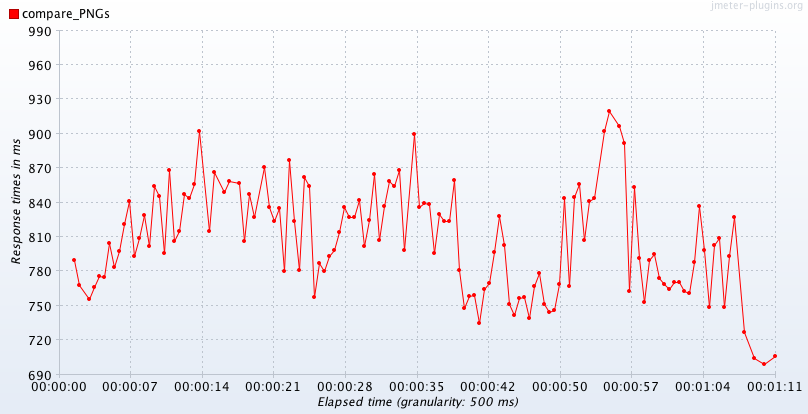 jmeter-plugins.org
compare_PNGs
990
960
930
900
870
840
810
780
750
720
690
Response times in ms
00:00:00 00:00:07 00:00:14 00:00:21 00:00:28 00:00:35 00:00:42 00:00:50 00:00:57 00:01:04 00:01:11
Elapsed time (granularity: 500 ms)